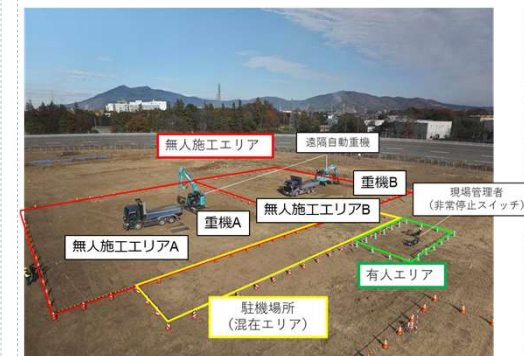 無人施工エリア
遠隔自動重機
重機B
現場管理者
(非常停止スイッチ)
無人施工エリアB
重機A
無人施工エリアA
有人エリア
駐機場所
(混在エリア)